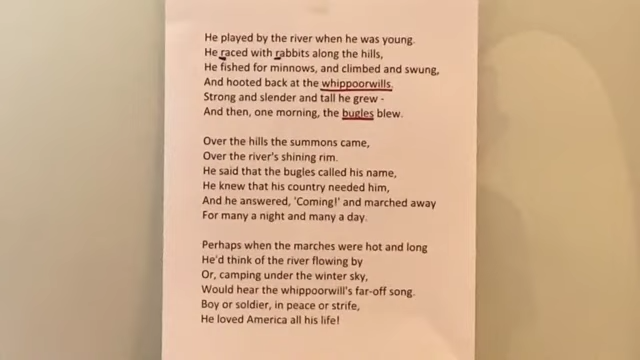 He played by the river when he was young.
He raced with rabbits along the hills,
He fished for minnows, and climbed and swung,
And hooted back at the whippoorwills.
Strong and slender and tall he grew -
And then, one morning, the bugles blew.
Over the hills the summons came,
Over the river's shining rim.
He said that the bugles called his name,
He knew that his country needed him,
And he answered, 'Coming!' and marched away
For many a night and many a day.
Perhaps when the marches were hot and long
He'd think of the river flowing by
Or, camping under the winter sky,
Would hear the whippoorwill's far-off song.
Boy or soldier, in peace or strife,
He loved America all his life!